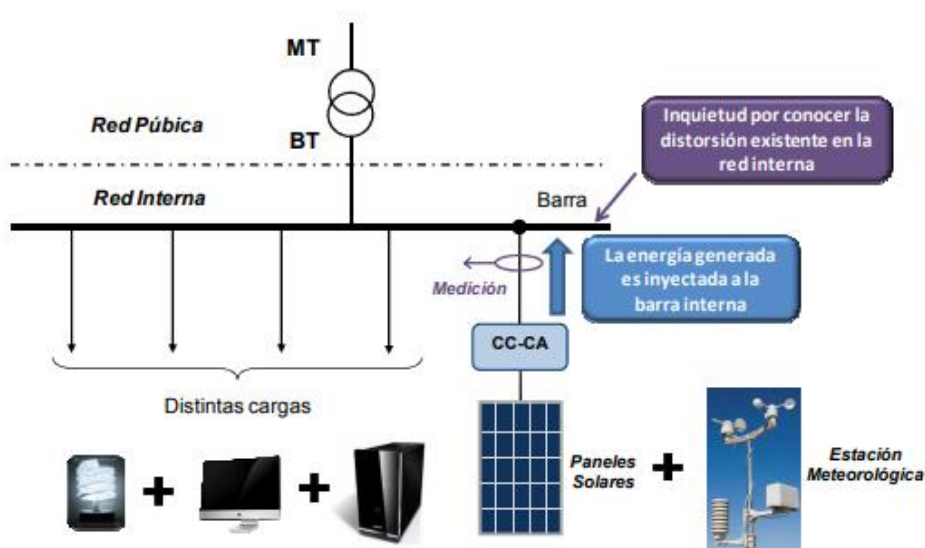 MT
Red Púbica
BT
Inquietud por conocer la
distorsión existente en la
red interna
Red Interna
Barra
La energía generada
es inyectada a la
barra interna
Medición
CC-CA
Distintas cargas
Paneles
Solares
Estación
Meteorológica